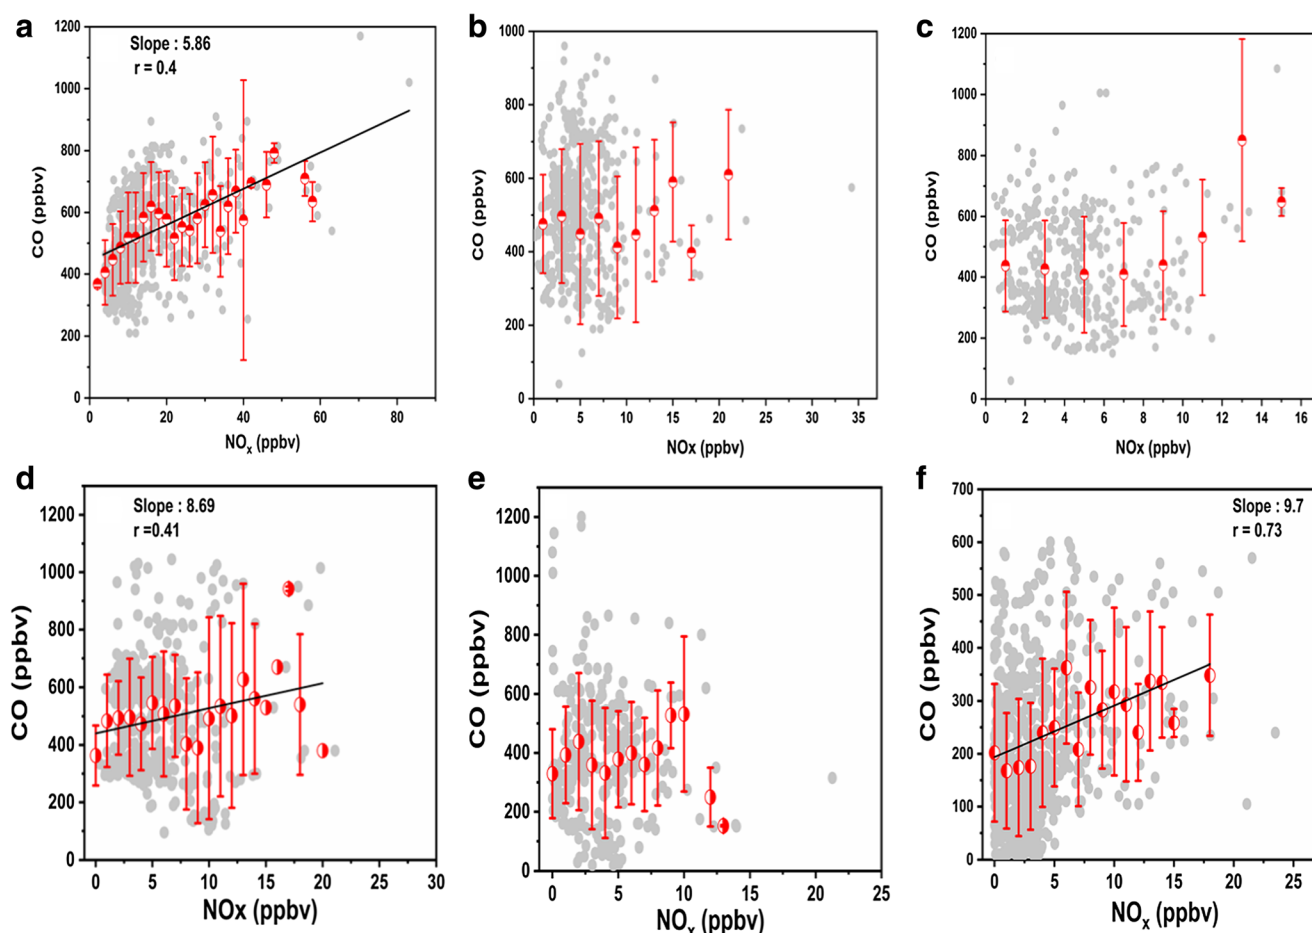 a
Slope : 5.86
r = 0.4
1200
1000
800
600
400
200
0
CO (ppbv)
0 20 40 60 80
NOx (ppbv)
b
1000
800
600
400
200
0
CO (ppbv)
0 5 10 15 20 25 30 35
NOx (ppbv)
c
1200
1000
800
600
400
200
0
CO (ppbv)
0 2 4 6 8 10 12 14 16
NOx (ppbv)
d
Slope : 8.69
r =0.41
1200
1000
800
600
400
200
0
CO (ppbv)
0 5 10 15 20 25 30
NOx (ppbv)
e
1200
1000
800
600
400
200
0
CO (ppbv)
0 5 10 15 20 25
NOx (ppbv)
f
Slope : 9.7
r = 0.73
700
600
500
400
300
200
100
0
CO (ppbv)
0 5 10 15 20 25
NOx (ppbv)